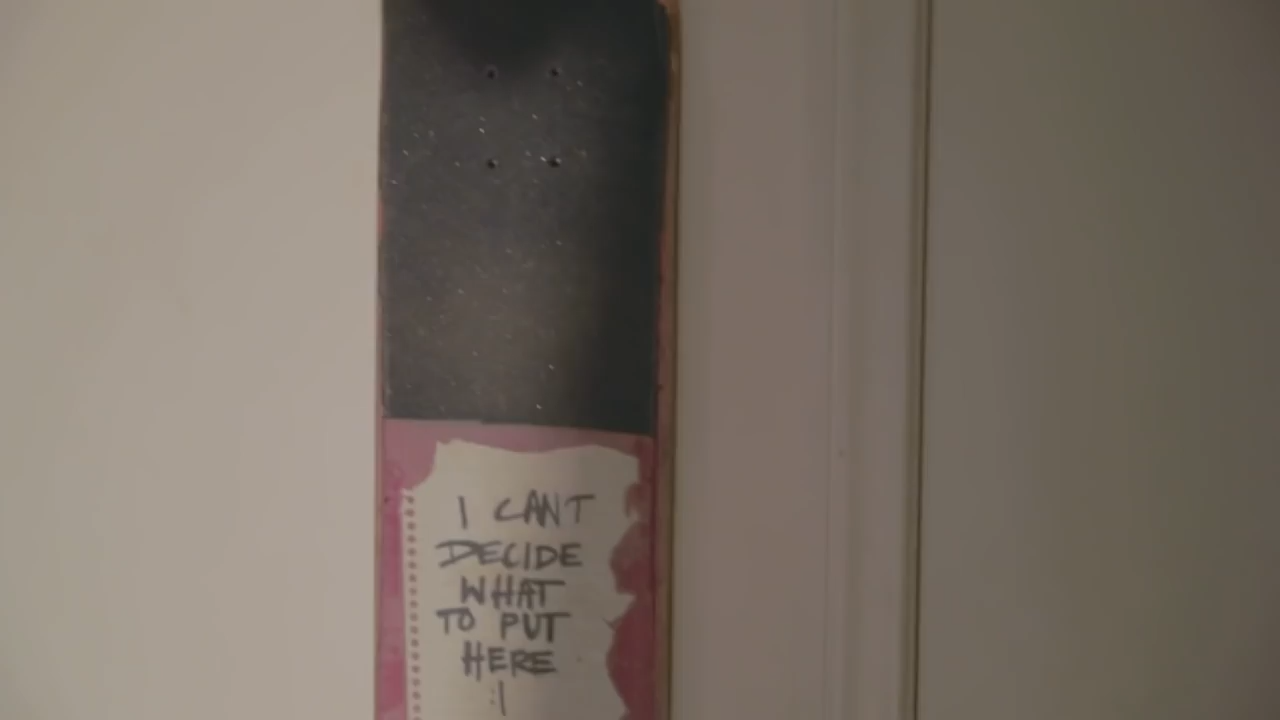 I CANT
DECIDE
WHAT
TO PUT
HERE
:|